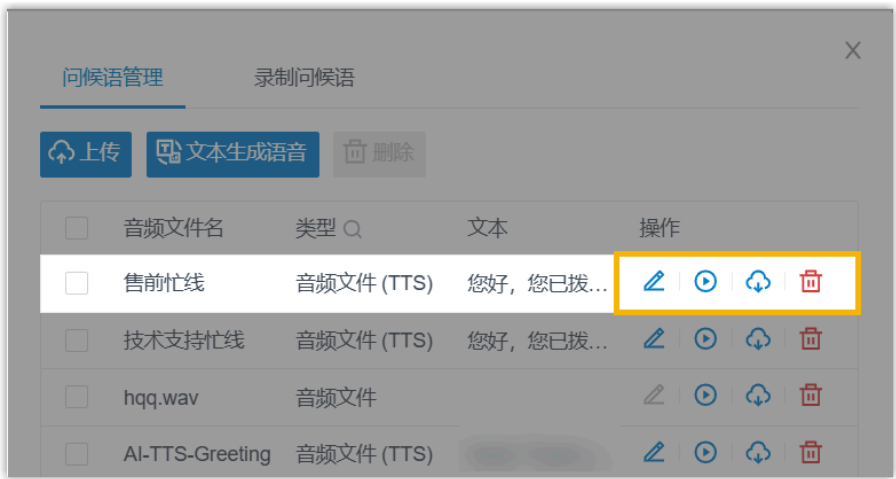 问候语管理 录制问候语
上传 文本生成语音 删除
音频文件名 类型 文本 操作
售前忙线 音频文件 (TTS) 您好，您已拨...
技术支持忙线 音频文件 (TTS) 您好，您已拨...
hqq.wav 音频文件
AI-TTS-Greeting 音频文件 (TTS)